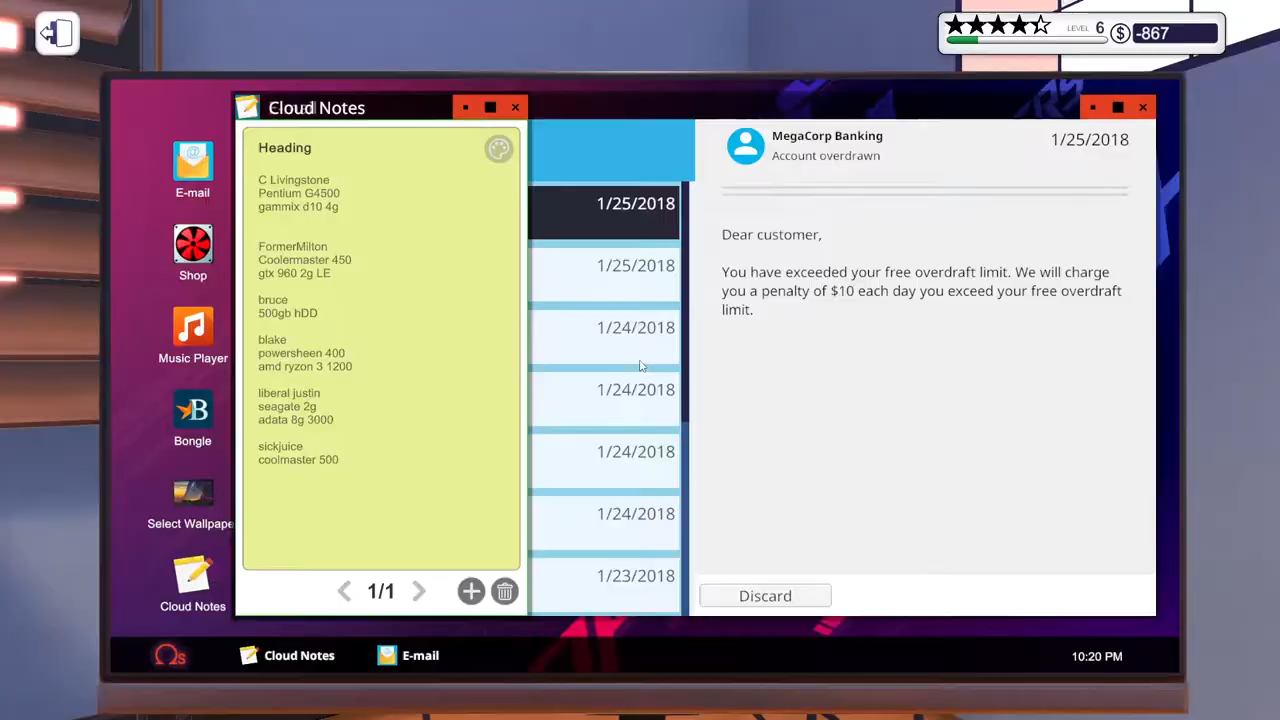 LEVEL 6
$ -867
Cloud Notes
Heading
C Livingstone
Pentium G4500
gammix d10 4g
FormerMilton
Coolermaster 450
gtx 960 2g LE
bruce
500gb hDD
blake
powersheen 400
amd ryzon 3 1200
liberal justin
seagate 2g
adata 8g 3000
sickjuice
coolmaster 500
1/1
1/25/2018
1/25/2018
1/24/2018
1/24/2018
1/24/2018
1/24/2018
1/23/2018
MegaCorp Banking
1/25/2018
Account overdrawn
Dear customer,
You have exceeded your free overdraft limit. We will charge
you a penalty of $10 each day you exceed your free overdraft
limit.
Discard
E-mail
Shop
Music Player
B
Bongle
Select Wallpape
Cloud Notes
Ωs
Cloud Notes
E-mail
10:20 PM